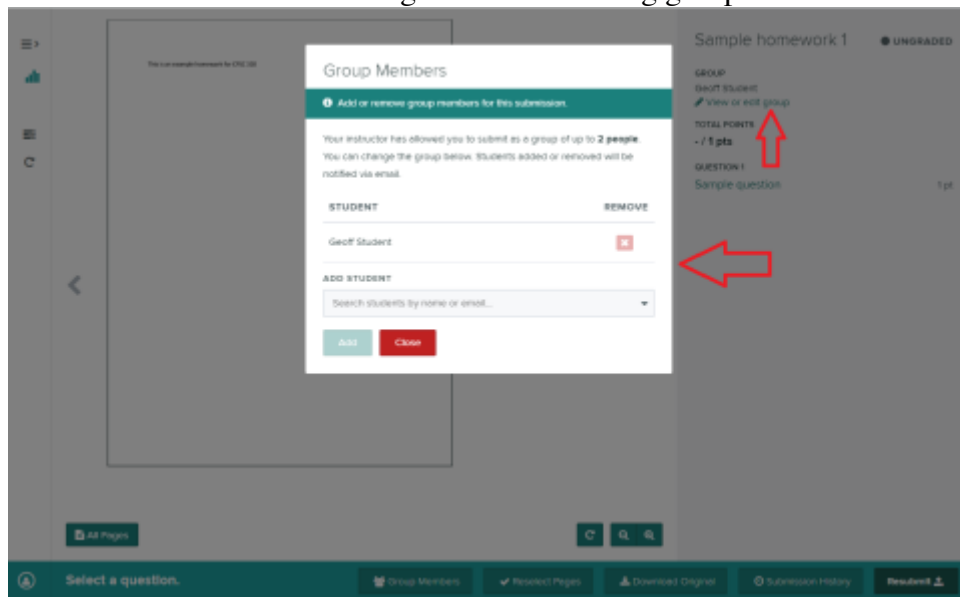 Sample homework 1
UNGRADED
GROUP
Geoff Student
View or edit group
TOTAL POINTS
- / 1 pts
QUESTION 1
Sample question
1 pt
Group Members
Add or remove group members for this submission.
Your instructor has allowed you to submit as a group of up to 2 people.
You can change the group below. Students added or removed will be
notified via email.
STUDENT
REMOVE
Geoff Student
ADD STUDENT
Search students by name or email...
Add
Close
All Pages
Select a question.
Group Members
Reselect Pages
Download Original
Submission History
Resubmit